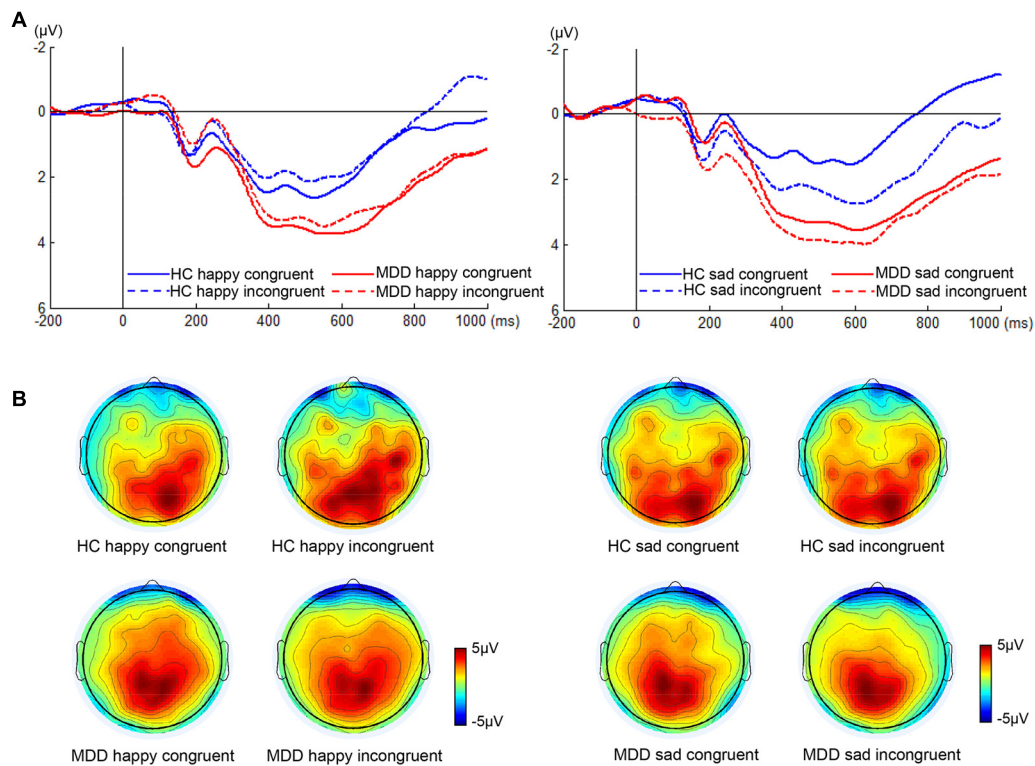 A
(μV)
-2
0
2
4
6
-200 0 200 400 600 800 1000 (ms)
HC happy congruent
HC happy incongruent
MDD happy congruent
MDD happy incongruent
(μV)
-2
0
2
4
6
-200 0 200 400 600 800 1000 (ms)
HC sad congruent
HC sad incongruent
MDD sad congruent
MDD sad incongruent
B
HC happy congruent
HC happy incongruent
HC sad congruent
HC sad incongruent
5μV
-5μV
5μV
-5μV
MDD happy congruent
MDD happy incongruent
MDD sad congruent
MDD sad incongruent